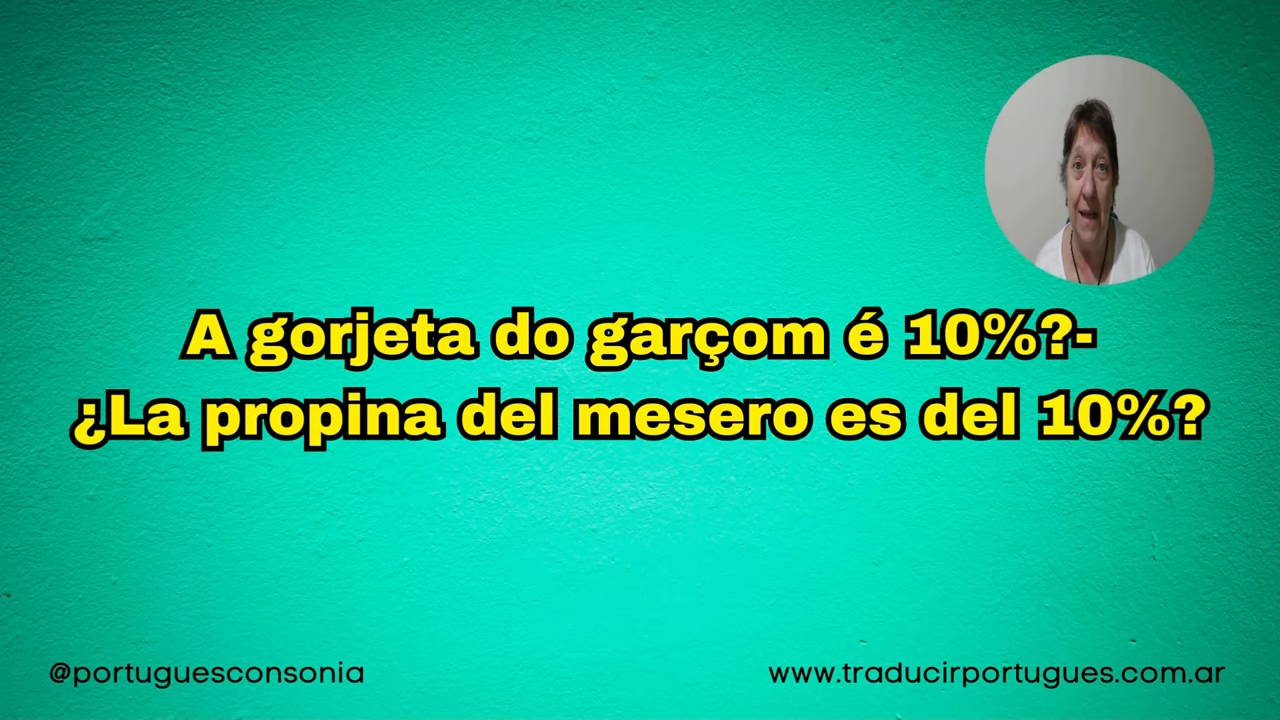 A gorjeta do garçom é 10%?-
¿La propina del mesero es del 10%?
@portuguesconsonia
www.traducirportugues.com.ar